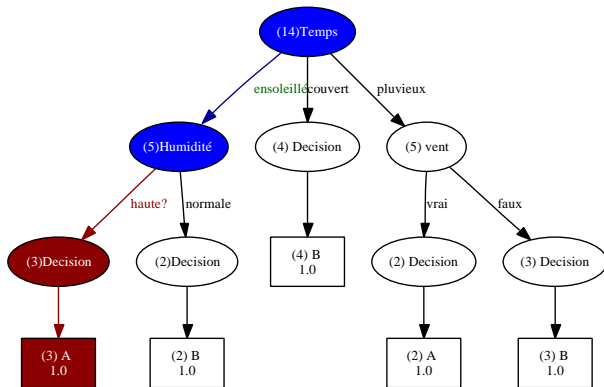 (14)Temps
ensoleillé
couvert
pluvieux
(5)Humidité
(4) Decision
(5) vent
haute?
normale
vrai
faux
(3)Decision
(2)Decision
(4) B
1.0
(2) Decision
(3) Decision
(3) A
1.0
(2) B
1.0
(2) A
1.0
(3) B
1.0